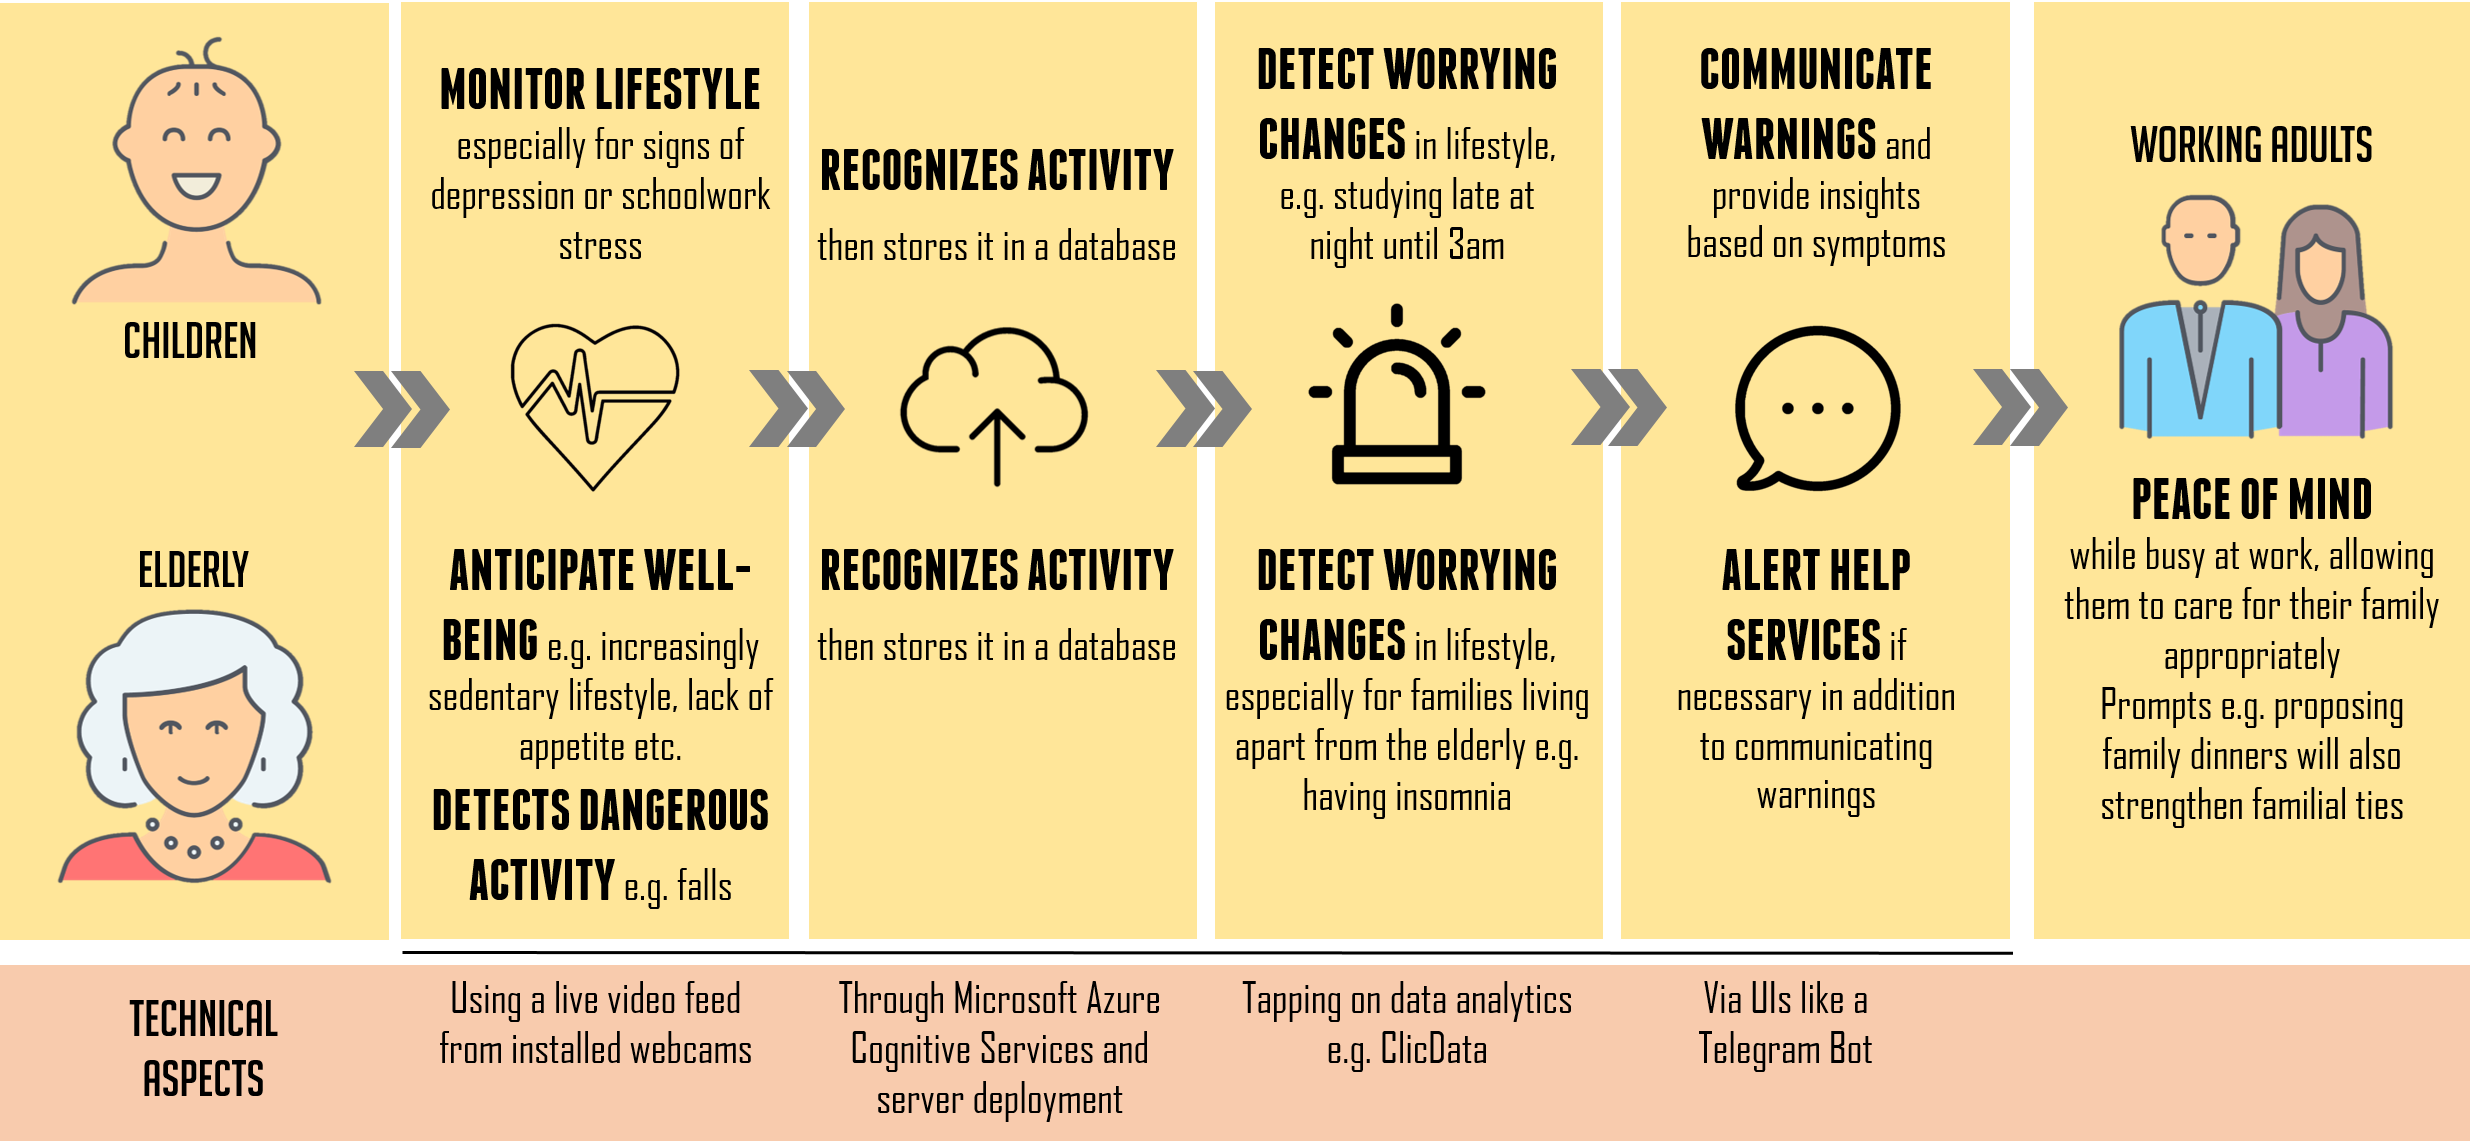 CHILDREN
ELDERLY
MONITOR LIFESTYLE
especially for signs of
depression or schoolwork
stress
ANTICIPATE WELL-
BEING e.g. increasingly
sedentary lifestyle, lack of
appetite etc.
DETECTS DANGEROUS
ACTIVITY e.g. falls
RECOGNIZES ACTIVITY
then stores it in a database
RECOGNIZES ACTIVITY
then stores it in a database
DETECT WORRYING
CHANGES in lifestyle,
e.g. studying late at
night until 3am
DETECT WORRYING
CHANGES in lifestyle,
especially for families living
apart from the elderly e.g.
having insomnia
COMMUNICATE
WARNINGS and
provide insights
based on symptoms
ALERT HELP
SERVICES if
necessary in addition
to communicating
warnings
WORKING ADULTS
PEACE OF MIND
while busy at work, allowing
them to care for their family
appropriately
Prompts e.g. proposing
family dinners will also
strengthen familial ties
TECHNICAL
ASPECTS
Using a live video feed
from installed webcams
Through Microsoft Azure
Cognitive Services and
server deployment
Tapping on data analytics
e.g. ClicData
Via UIs like a
Telegram Bot